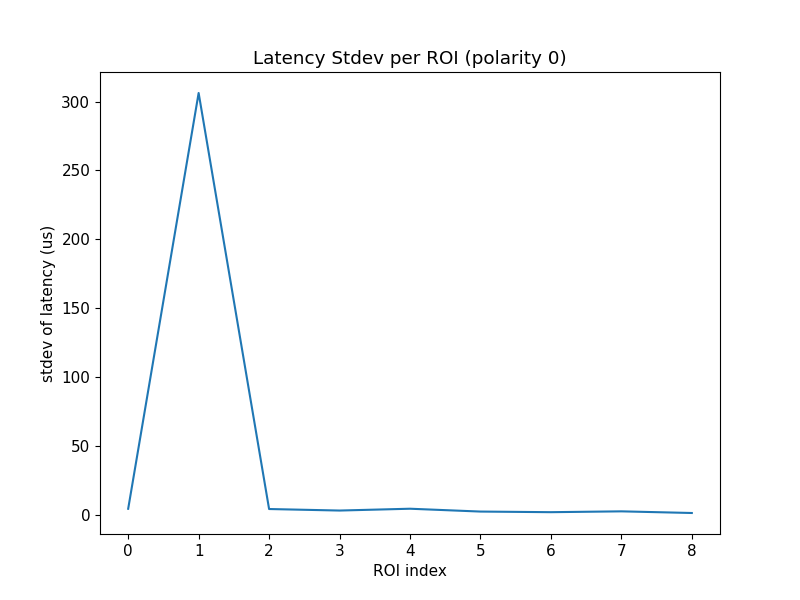 Latency Stdev per ROI (polarity 0)
stdev of latency (us)
300
250
200
150
100
50
0
0 1 2 3 4 5 6 7 8
ROI index